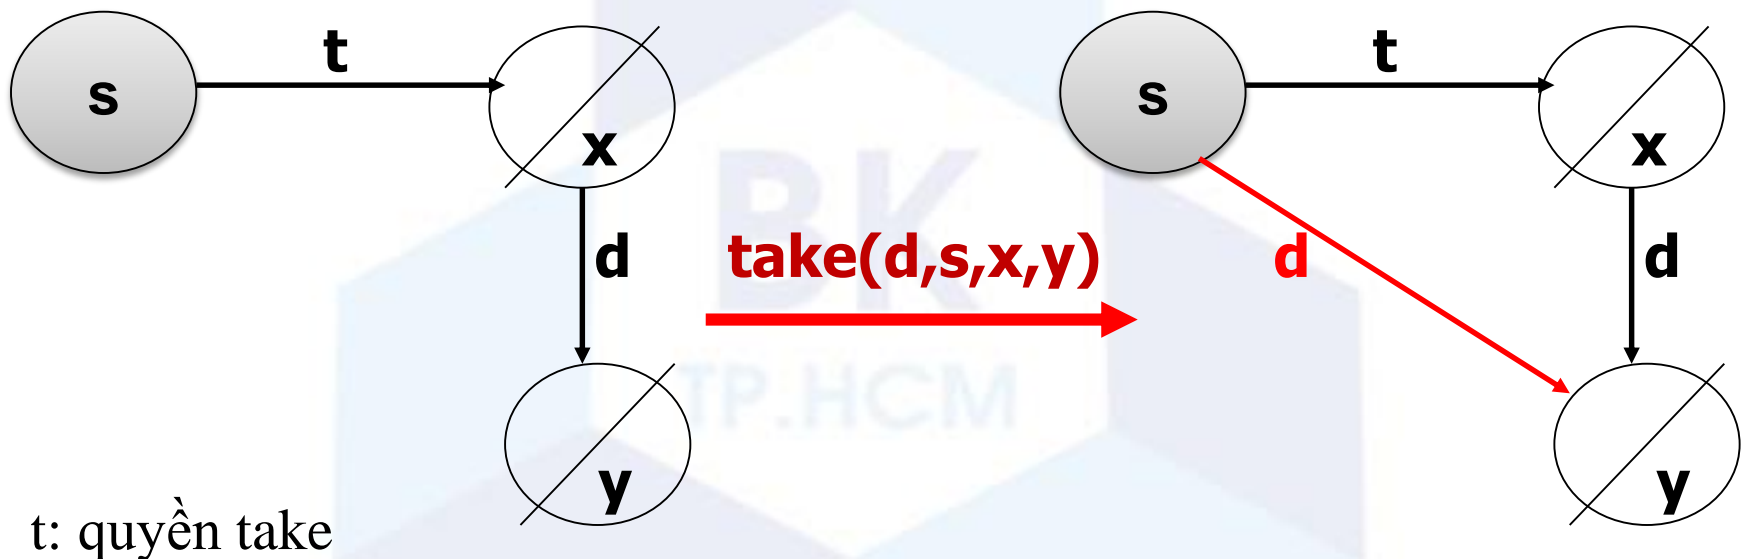 t t
s x s x
BK
d take(d,s,x,y) d d
TP.HCM
y y
t: quyền take